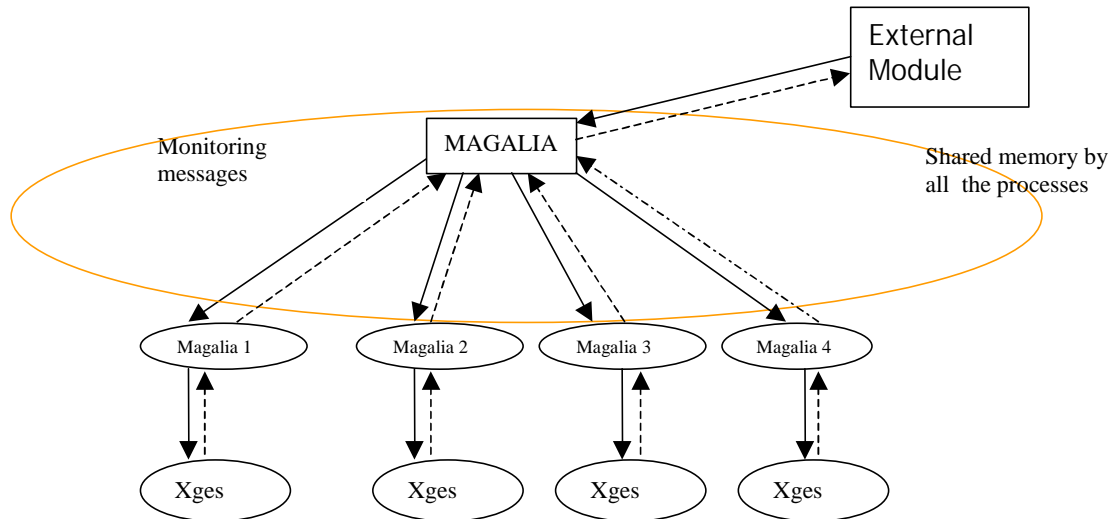 External
Module
Monitoring
messages
MAGALIA
Shared memory by
all the processes
Magalia 1
Magalia 2
Magalia 3
Magalia 4
Xges
Xges
Xges
Xges